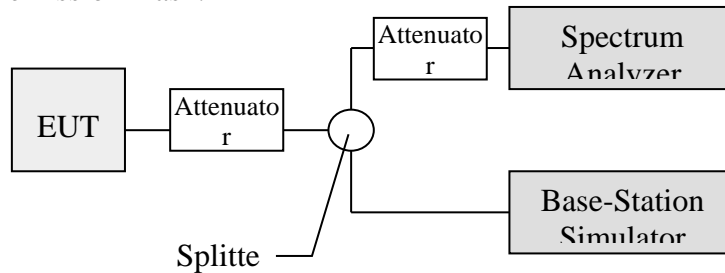 Attenuato
r
Spectrum
Analyzer
EUT
Attenuato
r
Base-Station
Simulator
Splitte